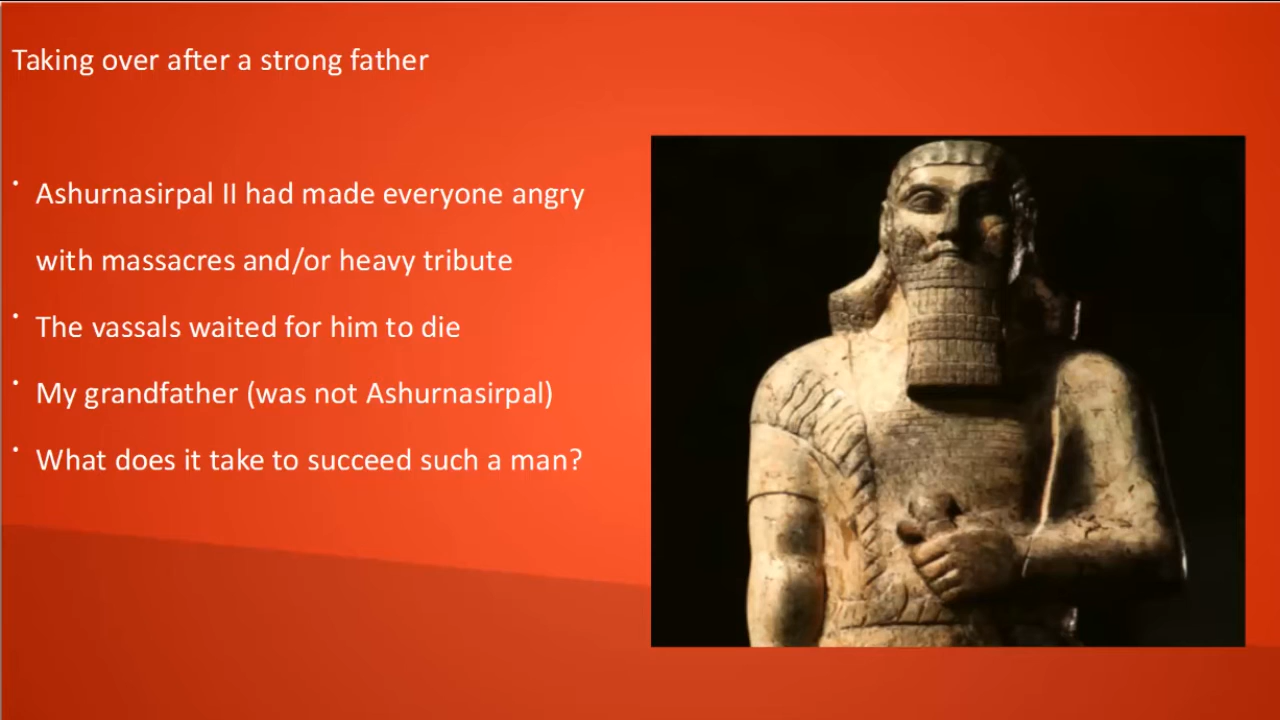 Taking over after a strong father
• Ashurnasirpal II had made everyone angry
with massacres and/or heavy tribute
• The vassals waited for him to die
• My grandfather (was not Ashurnasirpal)
• What does it take to succeed such a man?